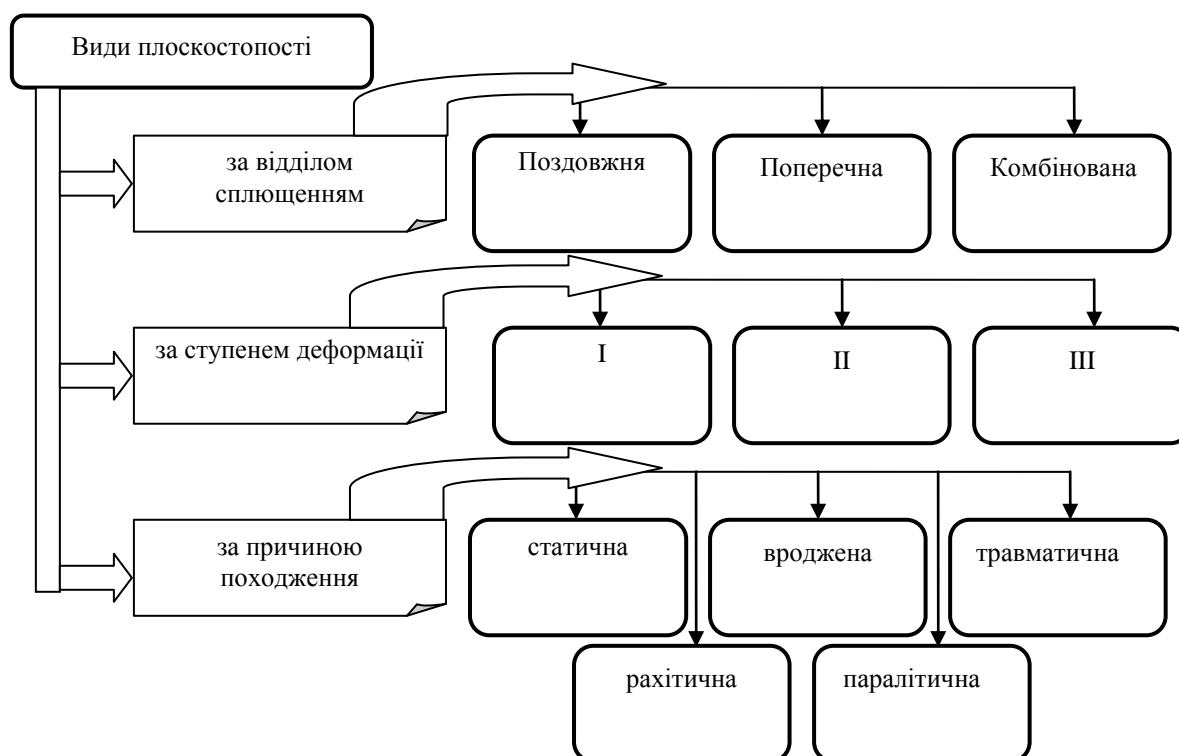 Види плоскостопості
за відділом
сплющенням
Поздовжня
Поперечна
Комбінована
за ступенем деформації
I
II
III
за причиною
походження
статична
вроджена
травматична
рахітична
паралітична